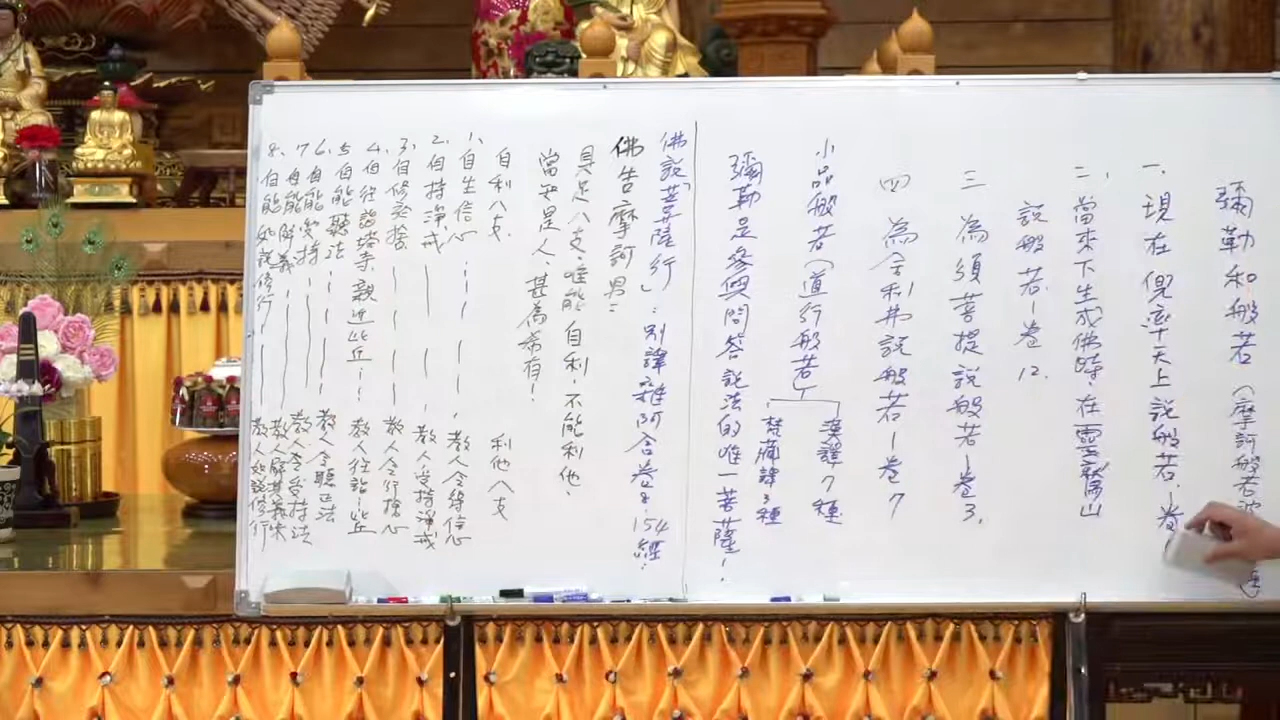 彌勒和般若（摩訶般若波
一、現在兜率天上說般若，－卷
二、當來下生成佛時，在靈鷲山
說般若－卷12.
三 為須菩提說般若－卷3.
四 為舍利弗說般若－卷7
小品般若（道行般若）
漢譯7種
梵藏譯3種
彌勒是參與問答說法的唯一菩薩！
「佛說菩薩行」：別譯雜阿含卷8. 154經.
佛告摩訶男：
具足八支，唯能自利，不能利他、
當知是人，甚為希有！
自利八支 利他八支
1、自生信心 教人令得信心
2、自持淨戒 教人受持淨戒
3、自修惠捨 教人令行捨心
4、自往詣塔寺親近比丘 教人往詣－比丘
5、自能聽法 教人令聽正法
6、自能受持 教人令受持法
7、自能解義 教人解其義味
8、自能如說修行 教人如說修行